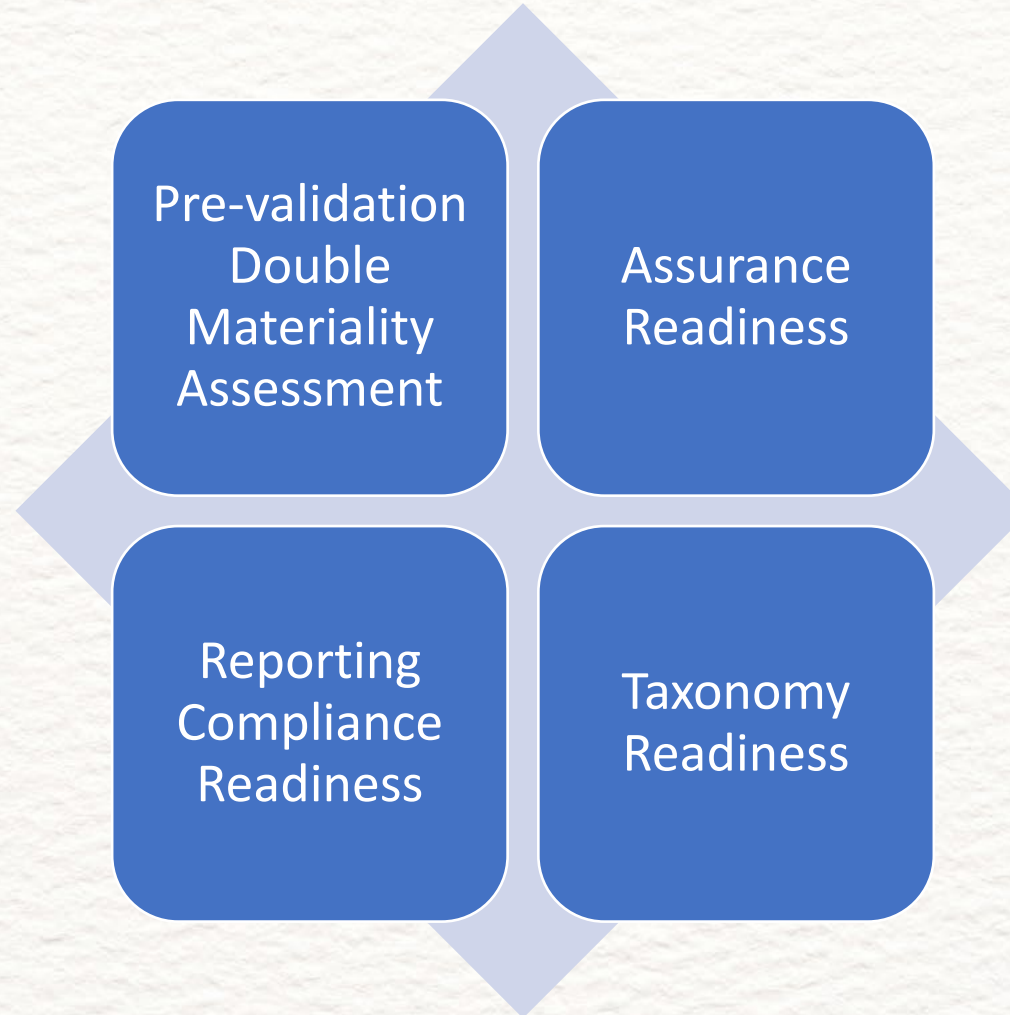 Pre-validation
Double
Materiality
Assessment
Assurance
Readiness
Reporting
Compliance
Readiness
Taxonomy
Readiness